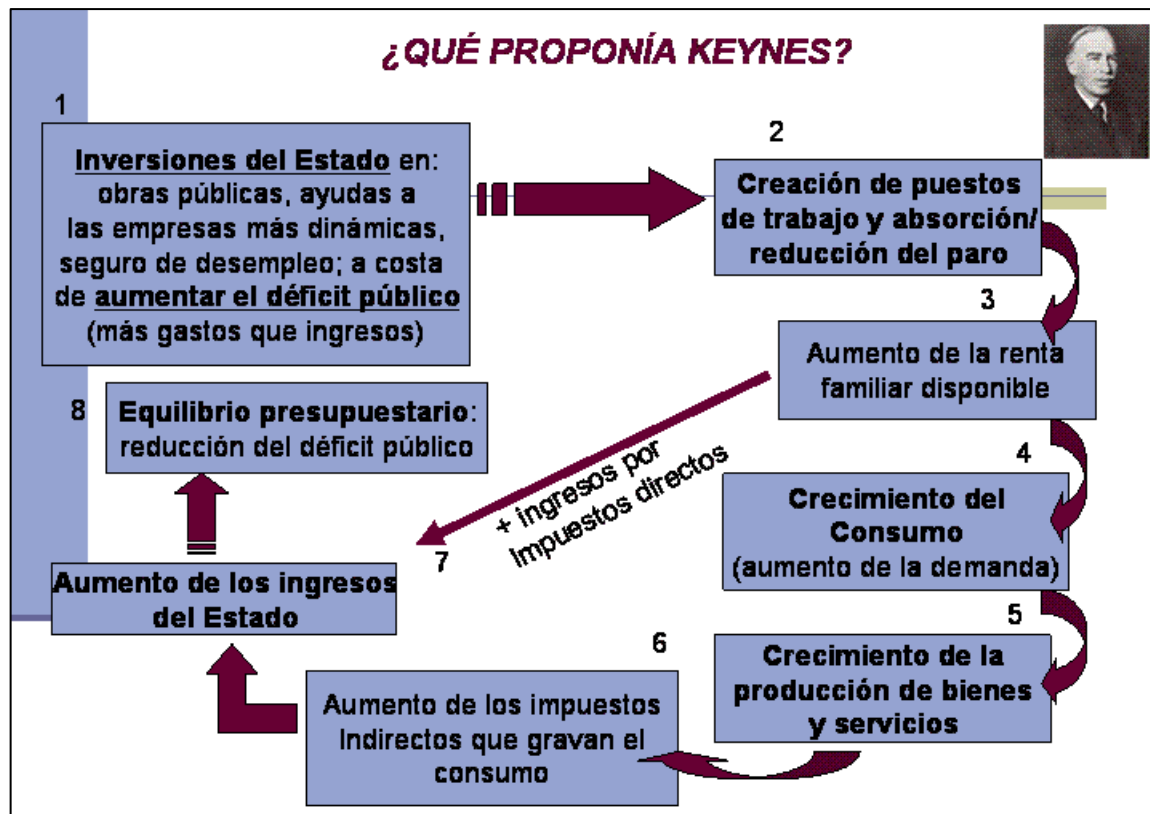 ¿QUÉ PROPONÍA KEYNES?
1
Inversiones del Estado en:
obras públicas, ayudas a
las empresas más dinámicas,
seguro de desempleo; a costa
de aumentar el déficit público
(más gastos que ingresos)
2
Creación de puestos
de trabajo y absorción/
reducción del paro
3
Aumento de la renta
familiar disponible
4
Crecimiento del
Consumo
(aumento de la demanda)
5
Crecimiento de la
producción de bienes
y servicios
6
Aumento de los impuestos
Indirectos que gravan el
consumo
+ ingresos por
Impuestos directos
7
Aumento de los ingresos
del Estado
8
Equilibrio presupuestario:
reducción del déficit público